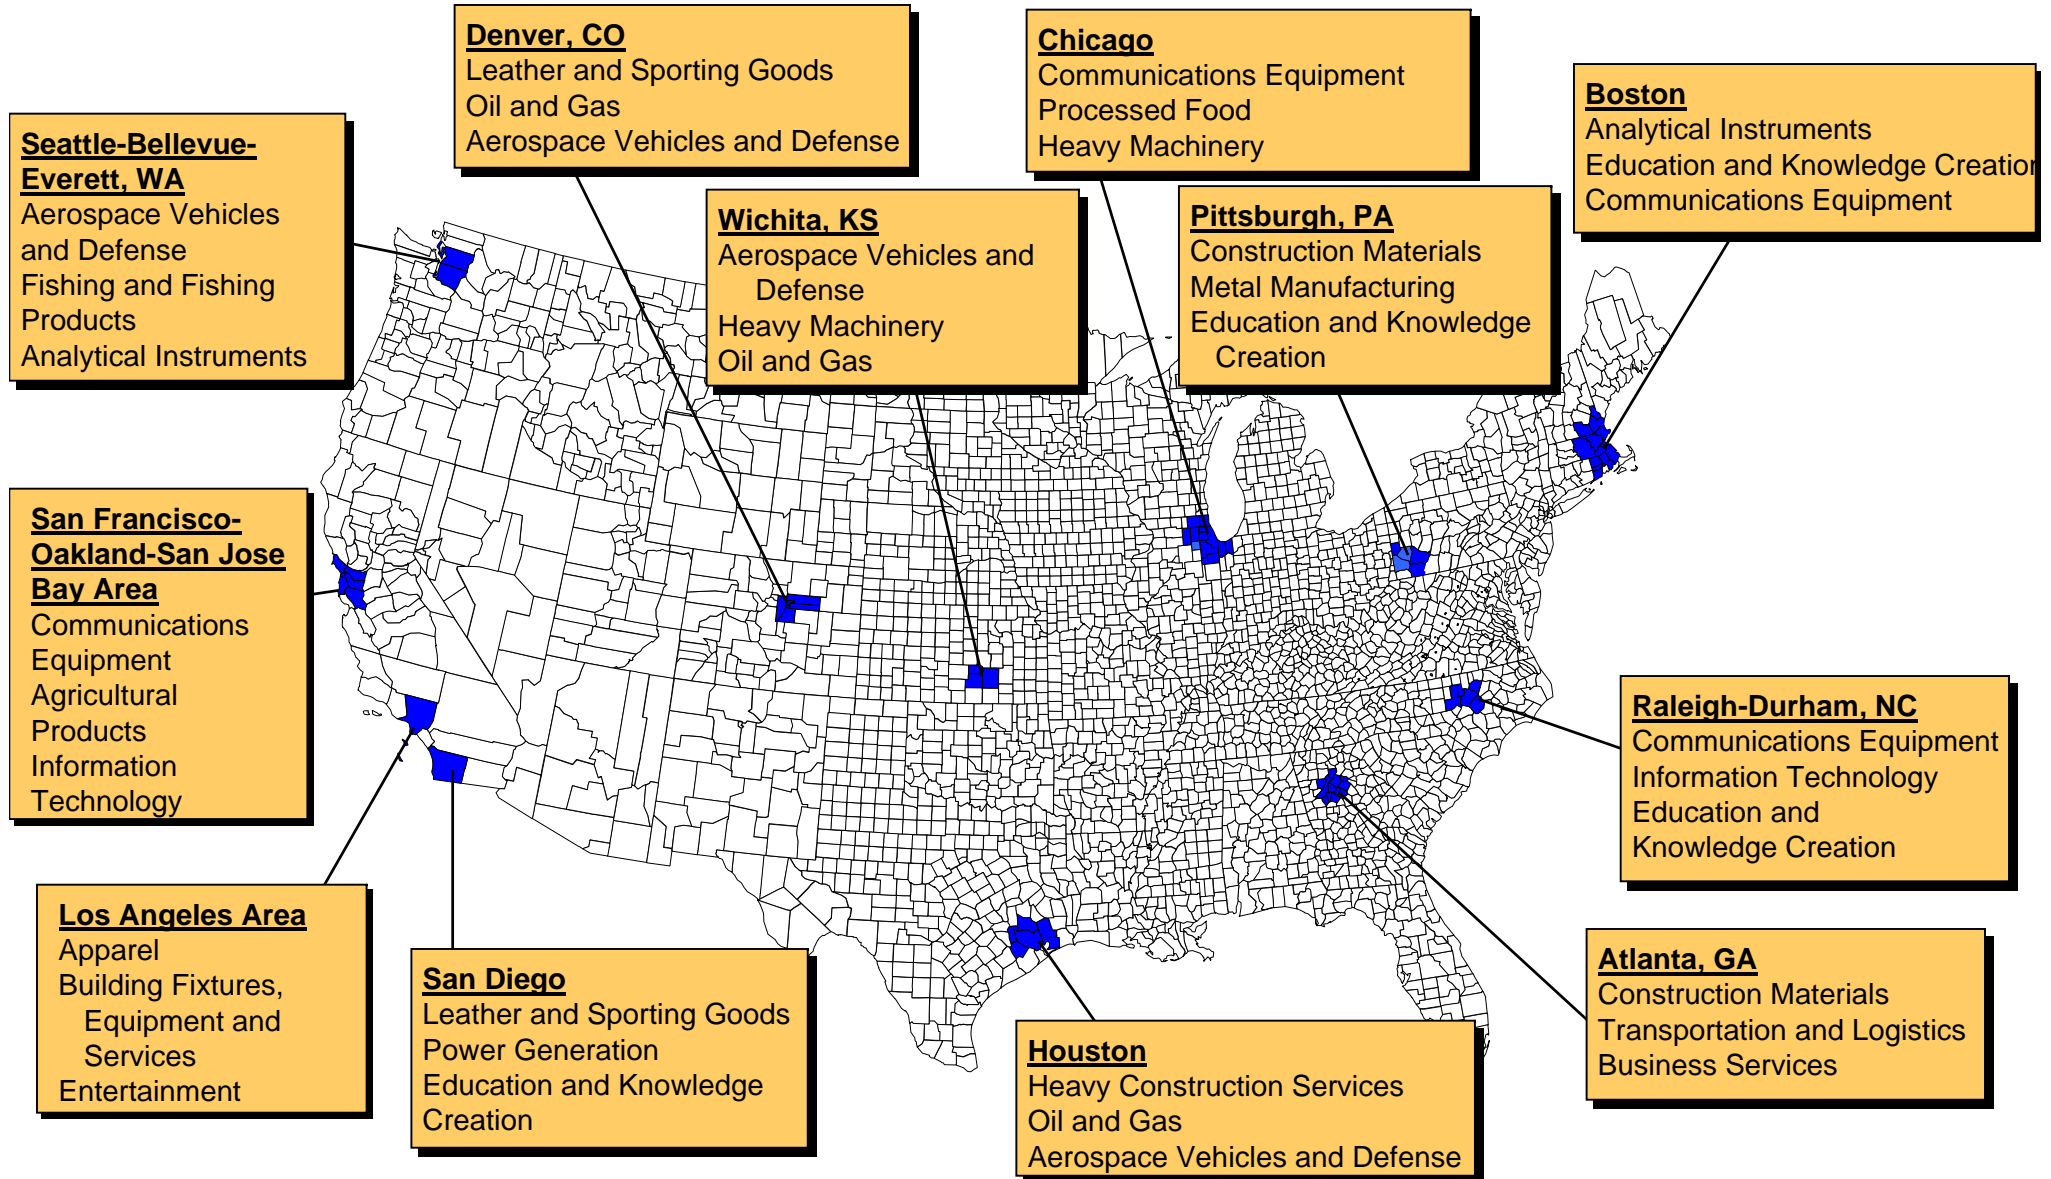 Denver, CO
Leather and Sporting Goods
Oil and Gas
Aerospace Vehicles and Defense
Chicago
Communications Equipment
Processed Food
Heavy Machinery
Boston
Analytical Instruments
Education and Knowledge Creation
Communications Equipment
Seattle-Bellevue-
Everett, WA
Aerospace Vehicles
and Defense
Fishing and Fishing
Products
Analytical Instruments
Wichita, KS
Aerospace Vehicles and
Defense
Heavy Machinery
Oil and Gas
Pittsburgh, PA
Construction Materials
Metal Manufacturing
Education and Knowledge
Creation
San Francisco-
Oakland-San Jose
Bay Area
Communications
Equipment
Agricultural
Products
Information
Technology
Raleigh-Durham, NC
Communications Equipment
Information Technology
Education and
Knowledge Creation
Los Angeles Area
Apparel
Building Fixtures,
Equipment and
Services
Entertainment
San Diego
Leather and Sporting Goods
Power Generation
Education and Knowledge
Creation
Houston
Heavy Construction Services
Oil and Gas
Aerospace Vehicles and Defense
Atlanta, GA
Construction Materials
Transportation and Logistics
Business Services